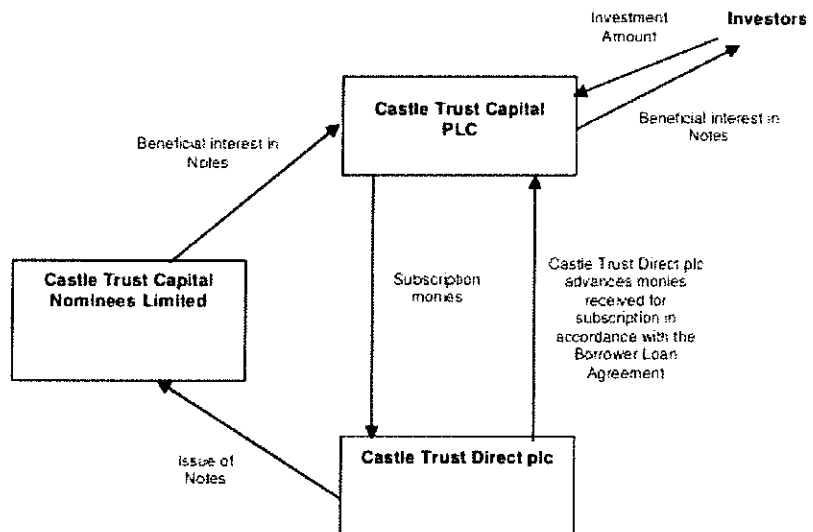 Investment
Amount
Investors
Castle Trust Capital
PLC
Beneficial interest in
Notes
Beneficial interest in
Notes
Castle Trust Capital
Nominees Limited
Subscription
monies
Castle Trust Direct plc
advances monies
received for
subscription in
accordance with the
Borrower Loan
Agreement
Castle Trust Direct plc
Issue of
Notes